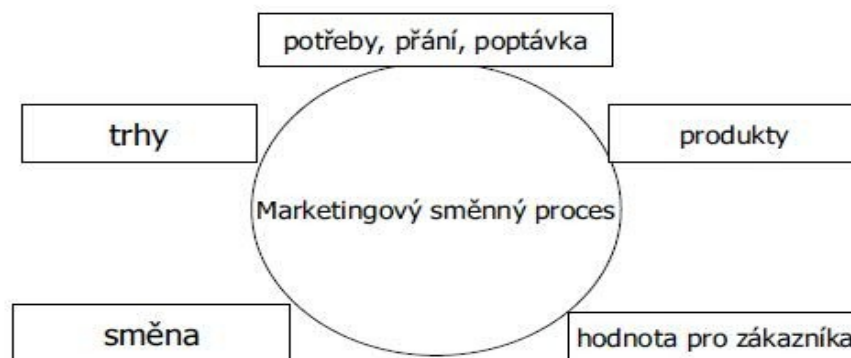 potřeby, přání, poptávka
trhy
produkty
Marketingový směnný proces
směna
hodnota pro zákazníka